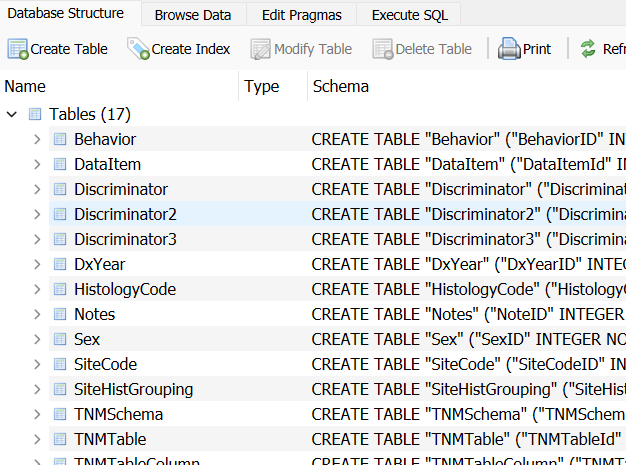 Database Structure Browse Data Edit Pragmas Execute SQL
Create Table Create Index Modify Table Delete Table Print Refr
Name Type Schema
Tables (17)
Behavior CREATE TABLE "Behavior" ("BehaviorID" IN
DataItem CREATE TABLE "DataItem" ("DataItemId" IN
Discriminator CREATE TABLE "Discriminator" ("Discriminat
Discriminator2 CREATE TABLE "Discriminator2" ("Discrimina
Discriminator3 CREATE TABLE "Discriminator3" ("Discrimina
DxYear CREATE TABLE "DxYear" ("DxYearID" INTEG
HistologyCode CREATE TABLE "HistologyCode" ("HistologyC
Notes CREATE TABLE "Notes" ("NoteID" INTEGER
Sex CREATE TABLE "Sex" ("SexID" INTEGER NO
SiteCode CREATE TABLE "SiteCode" ("SiteCodeID" IN
SiteHistGrouping CREATE TABLE "SiteHistGrouping" ("SiteHist
TNMSchema CREATE TABLE "TNMSchema" ("TNMSchem
TNMTable CREATE TABLE "TNMTable" ("TNMTableId"
TNMTableColumn CREATE TABLE "TNMTableColumn" ("TNM